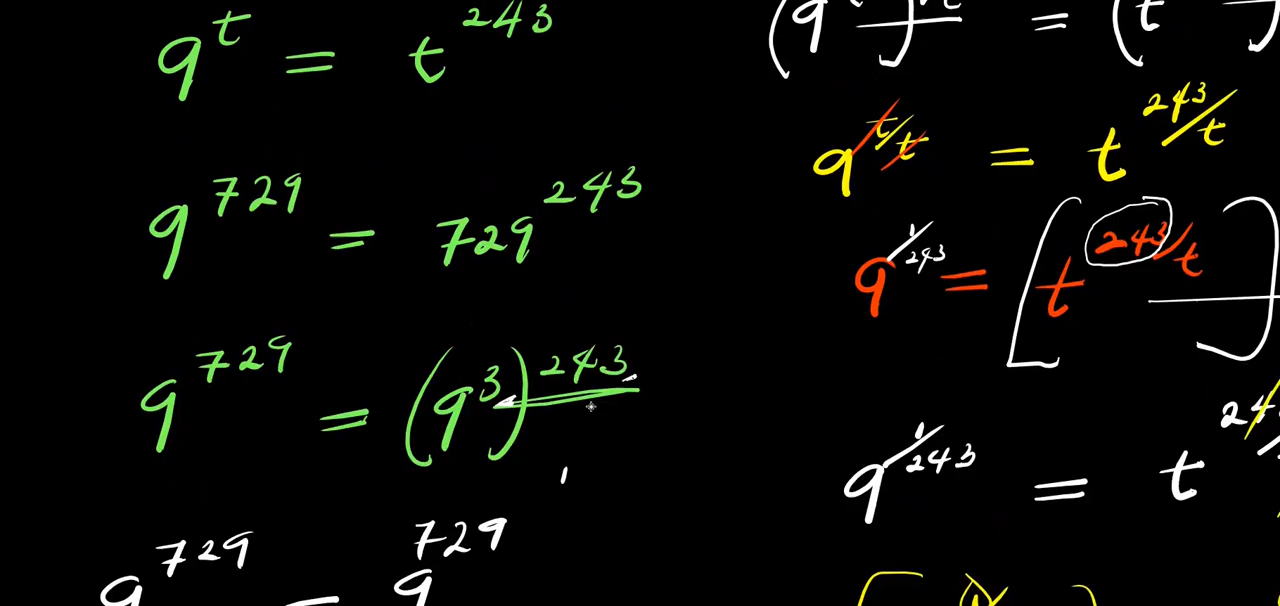 9^t = t^243
9^729 = 729^243
9^729 = (9^3)^243
9^729 = 9^729
9^t/t = t^243/t
9^1/243 = [t^243/t]
9^1/243 = t